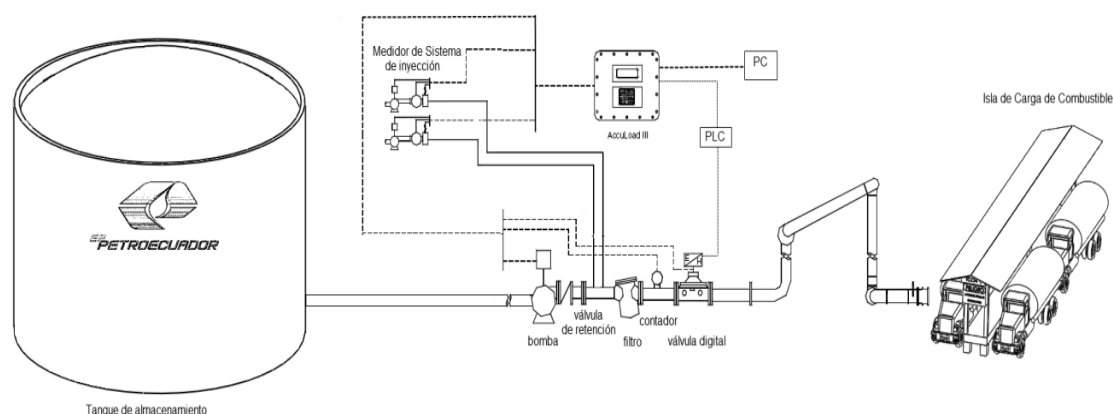 Medidor de Sistema
de inyección
PC
AccuLoad III
PLC
Isla de Carga de Combustible
EP
PETROECUADOR
bomba
válvula
de retención
filtro
contador
válvula digital
Tanque de almacenamiento